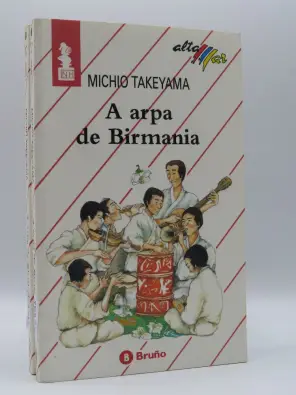 alta
Mar
MICHIO TAKEYAMA
A arpa
de Birmania
B Bruño